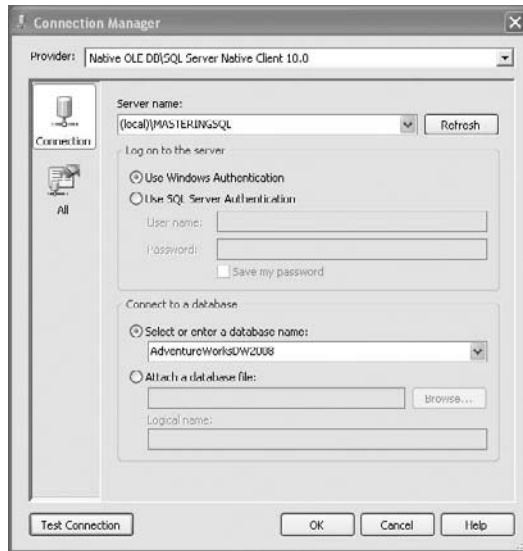 Connection Manager
Provider: Native OLE DB\SQL Server Native Client 10.0
Connection
All
Server name:
(local)\MASTERINGSQL
Refresh
Log on to the server
Use Windows Authentication
Use SQL Server Authentication
User name:
Password:
Save my password
Connect to a database
Select or enter a database name:
AdventureWorksDW2008
Attach a database file:
Browse...
Logical name:
Test Connection
OK
Cancel
Help